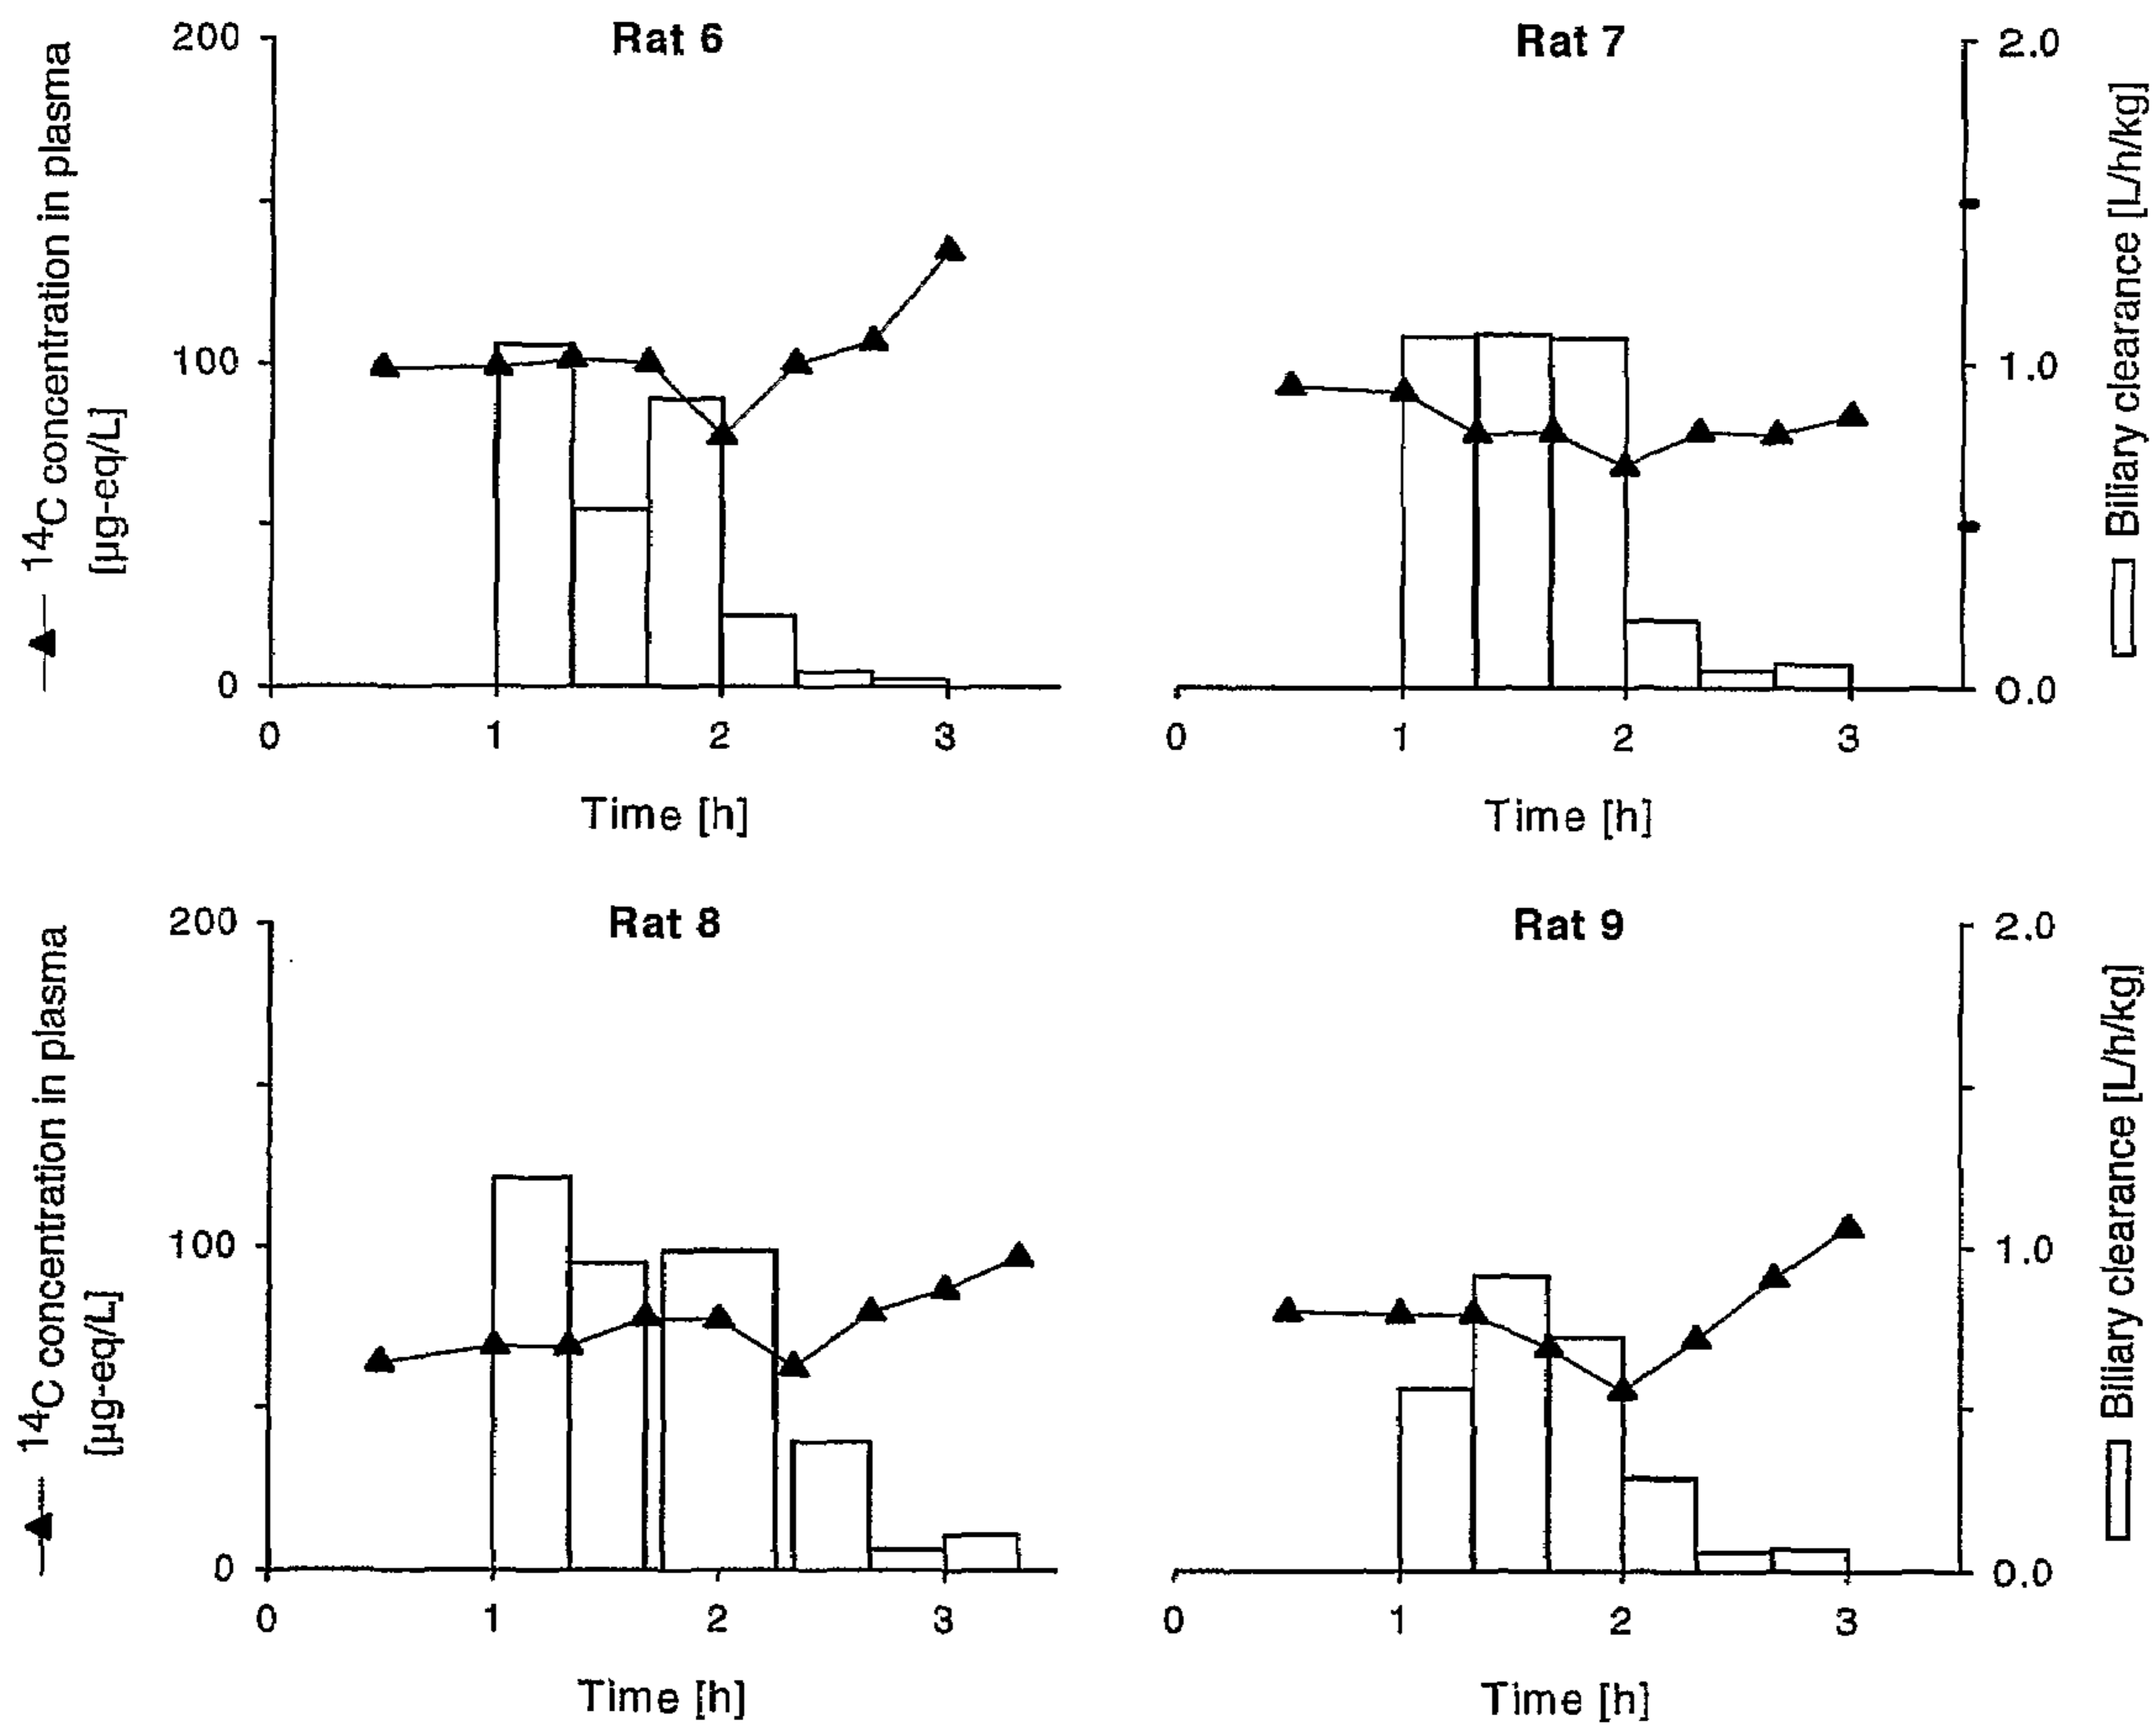 Rat 6
Rat 7
200
100
0
14C concentration in plasma
[µg-eq/L]
0 1 2 3
Time [h]
0 1 2 3
Time [h]
2.0
1.0
0.0
Biliary clearance [L/h/kg]
Rat 8
Rat 9
200
100
0
14C concentration in plasma
[µg-eq/L]
0 1 2 3
Time [h]
0 1 2 3
Time [h]
2.0
1.0
0.0
Biliary clearance [L/h/kg]